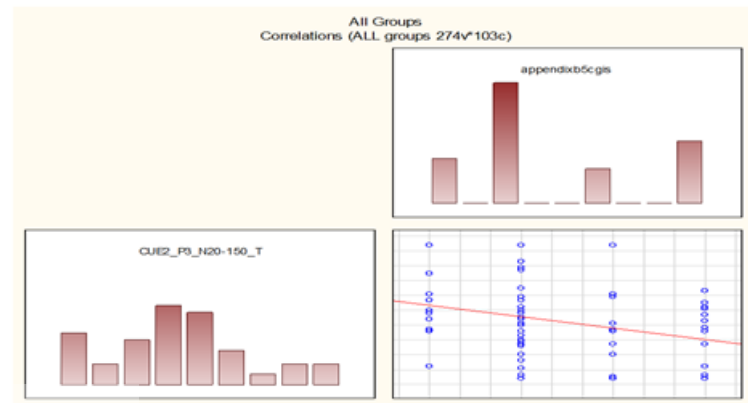 All Groups
Correlations (ALL groups 274v*103c)
appendixb5cgis
CUE2_P3_N20-150_T